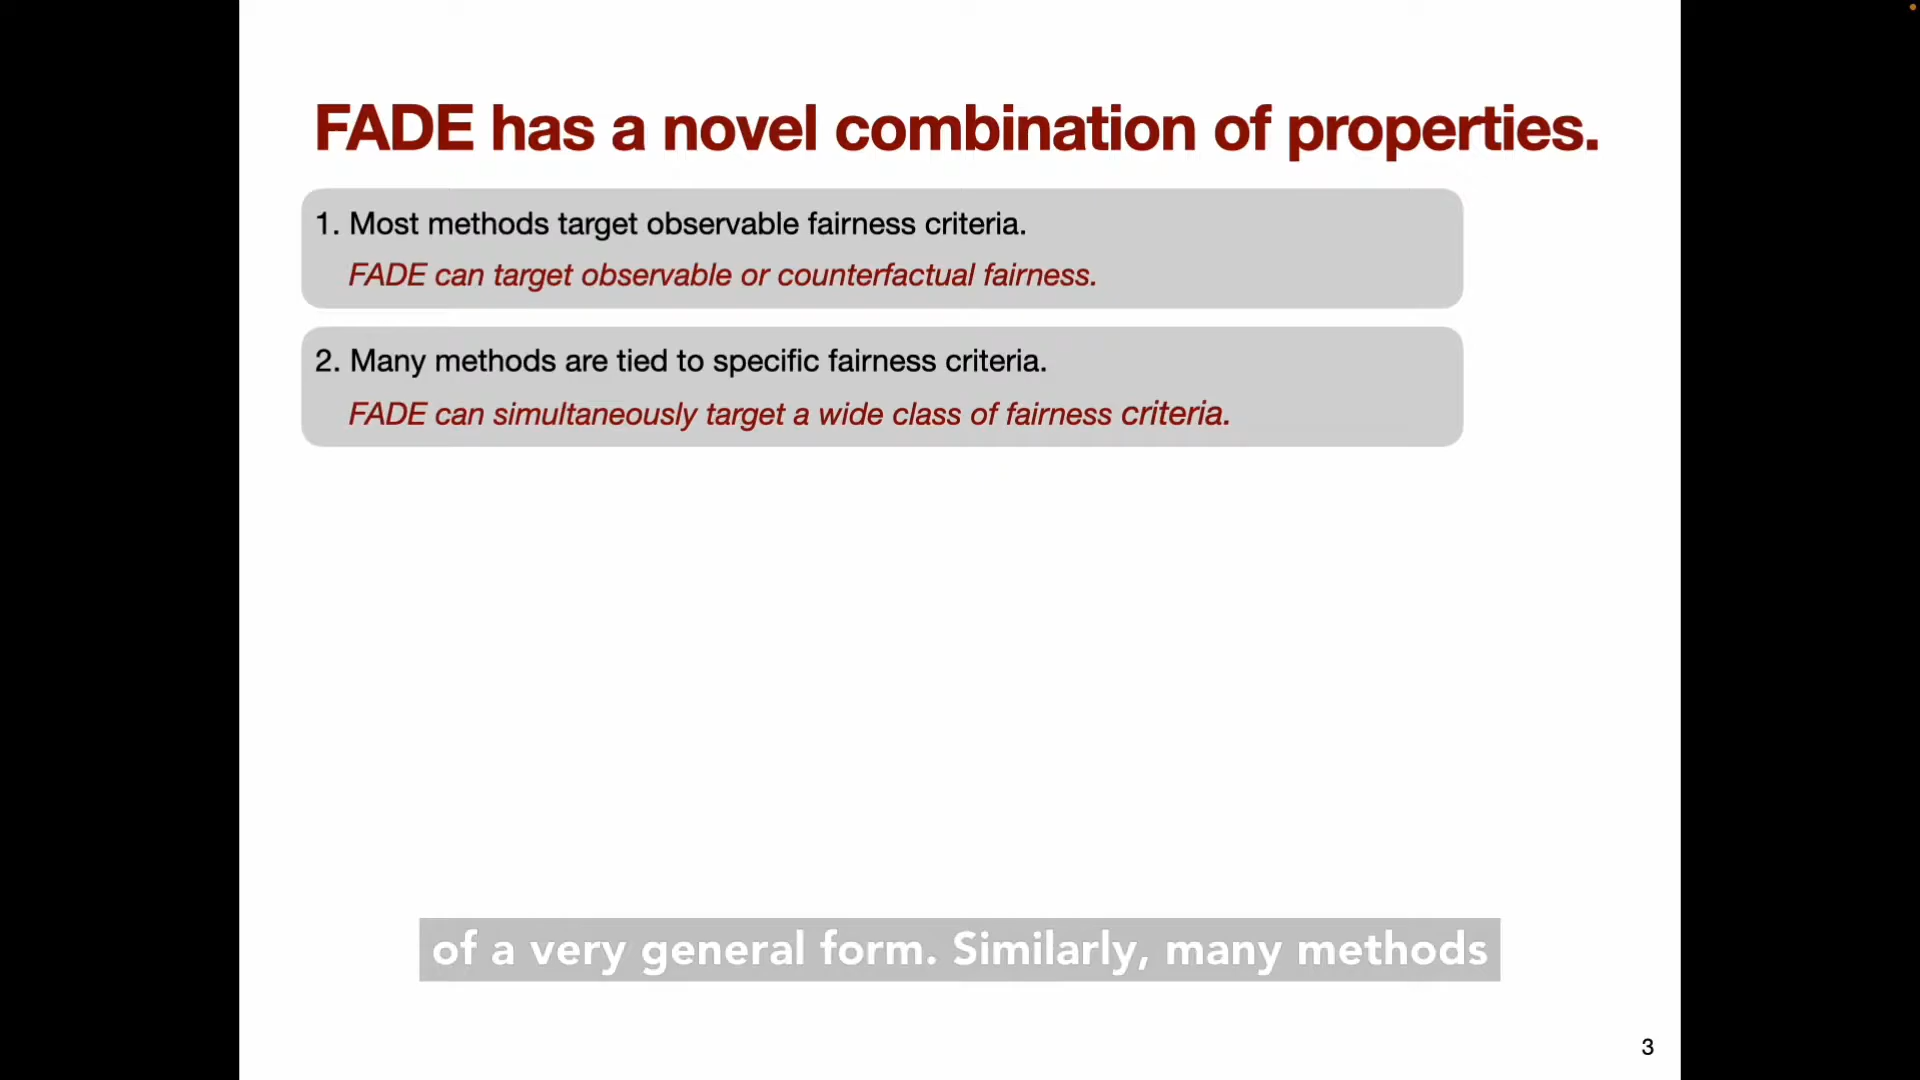 FADE has a novel combination of properties.
1. Most methods target observable fairness criteria.
FADE can target observable or counterfactual fairness.
2. Many methods are tied to specific fairness criteria.
FADE can simultaneously target a wide class of fairness criteria.
of a very general form. Similarly, many methods
3